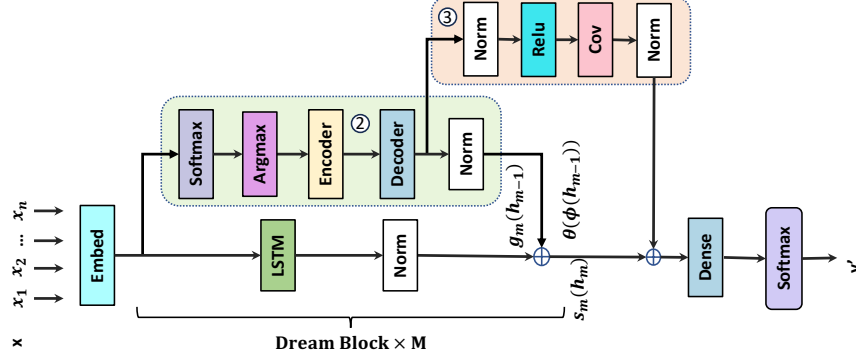 ③
Norm
Relu
Cov
Norm
②
Softmax
Argmax
Encoder
Decoder
Norm
g_m(h_{m−1})
θ(ϕ(h_{m−1}))
x_n
...
x_2
x_1
x
Embed
LSTM
Norm
s_m(h_m)
Dense
Softmax
Dream Block × M